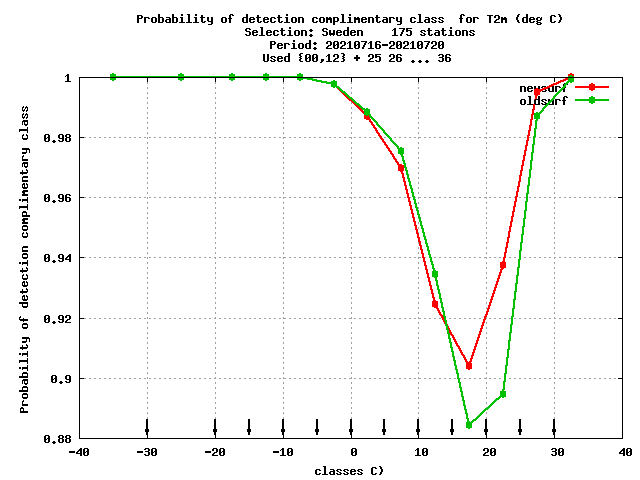 Probability of detection complimentary class  for T2m (deg C)
Selection: Sweden    175 stations
Period: 20210716-20210720
Used {00,12} + 25 26 ... 36
Probability of detection complimentary class
1
0.98
0.96
0.94
0.92
0.9
0.88
newsurf
oldsurf
-40 -30 -20 -10 0 10 20 30 40
classes C)